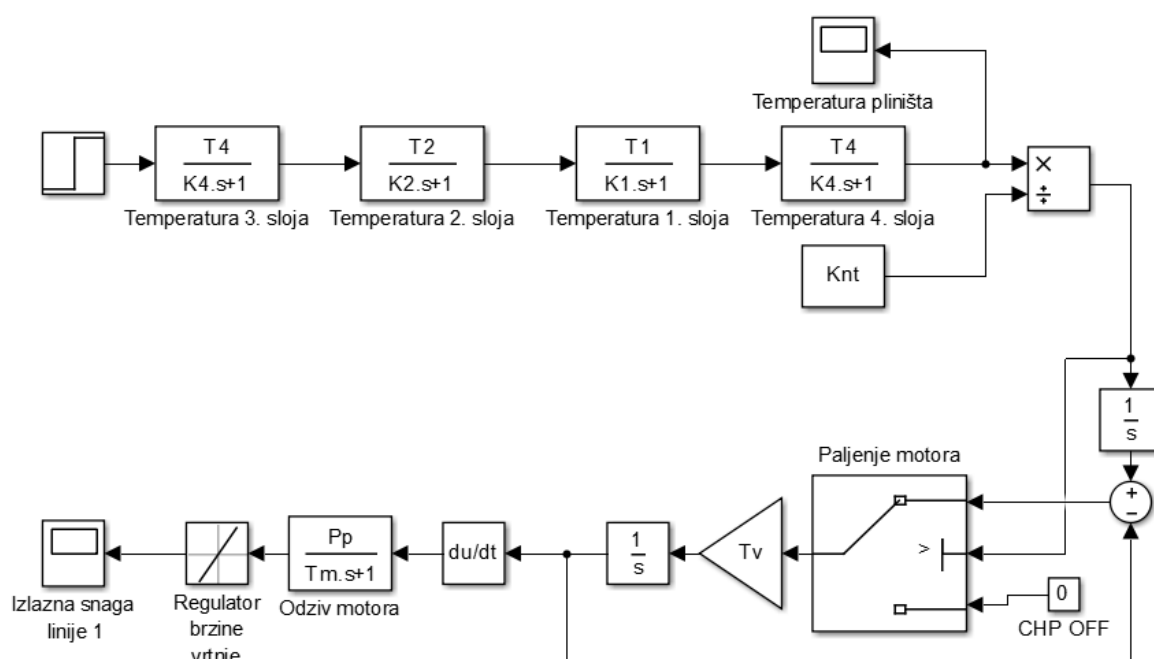 Temperatura pliništa
T4
K4.s+1
Temperatura 3. sloja
T2
K2.s+1
Temperatura 2. sloja
T1
K1.s+1
Temperatura 1. sloja
T4
K4.s+1
Temperatura 4. sloja
×
÷
Knt
1
s
Paljenje motora
+
−
>
0
CHP OFF
Tv
1
s
du/dt
Pp
Tm.s+1
Odziv motora
Regulator
brzine
vrtnje
Izlazna snaga
linije 1